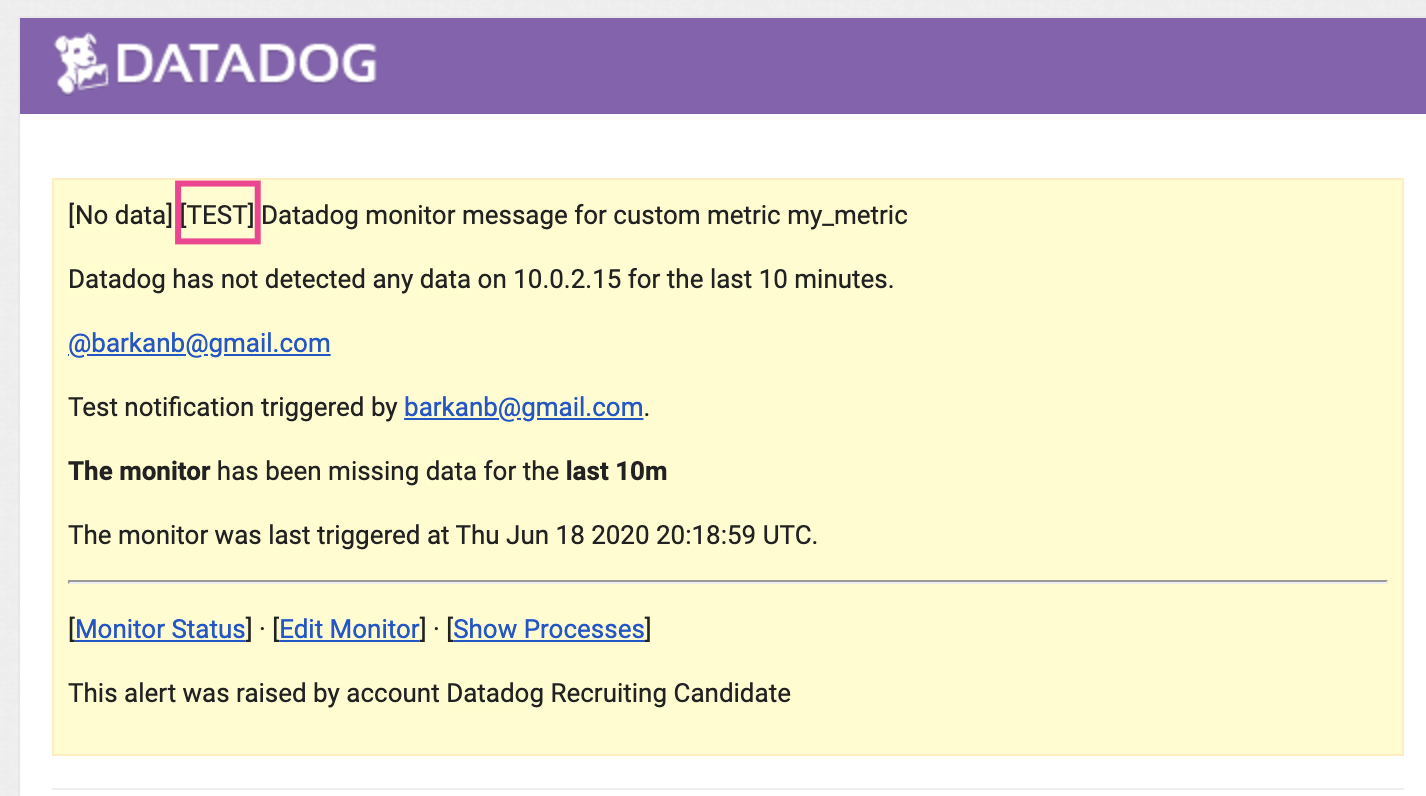 DATADOG
[No data] [TEST] Datadog monitor message for custom metric my_metric
Datadog has not detected any data on 10.0.2.15 for the last 10 minutes.
@barkanb@gmail.com
Test notification triggered by barkanb@gmail.com.
The monitor has been missing data for the last 10m
The monitor was last triggered at Thu Jun 18 2020 20:18:59 UTC.
[Monitor Status] · [Edit Monitor] · [Show Processes]
This alert was raised by account Datadog Recruiting Candidate